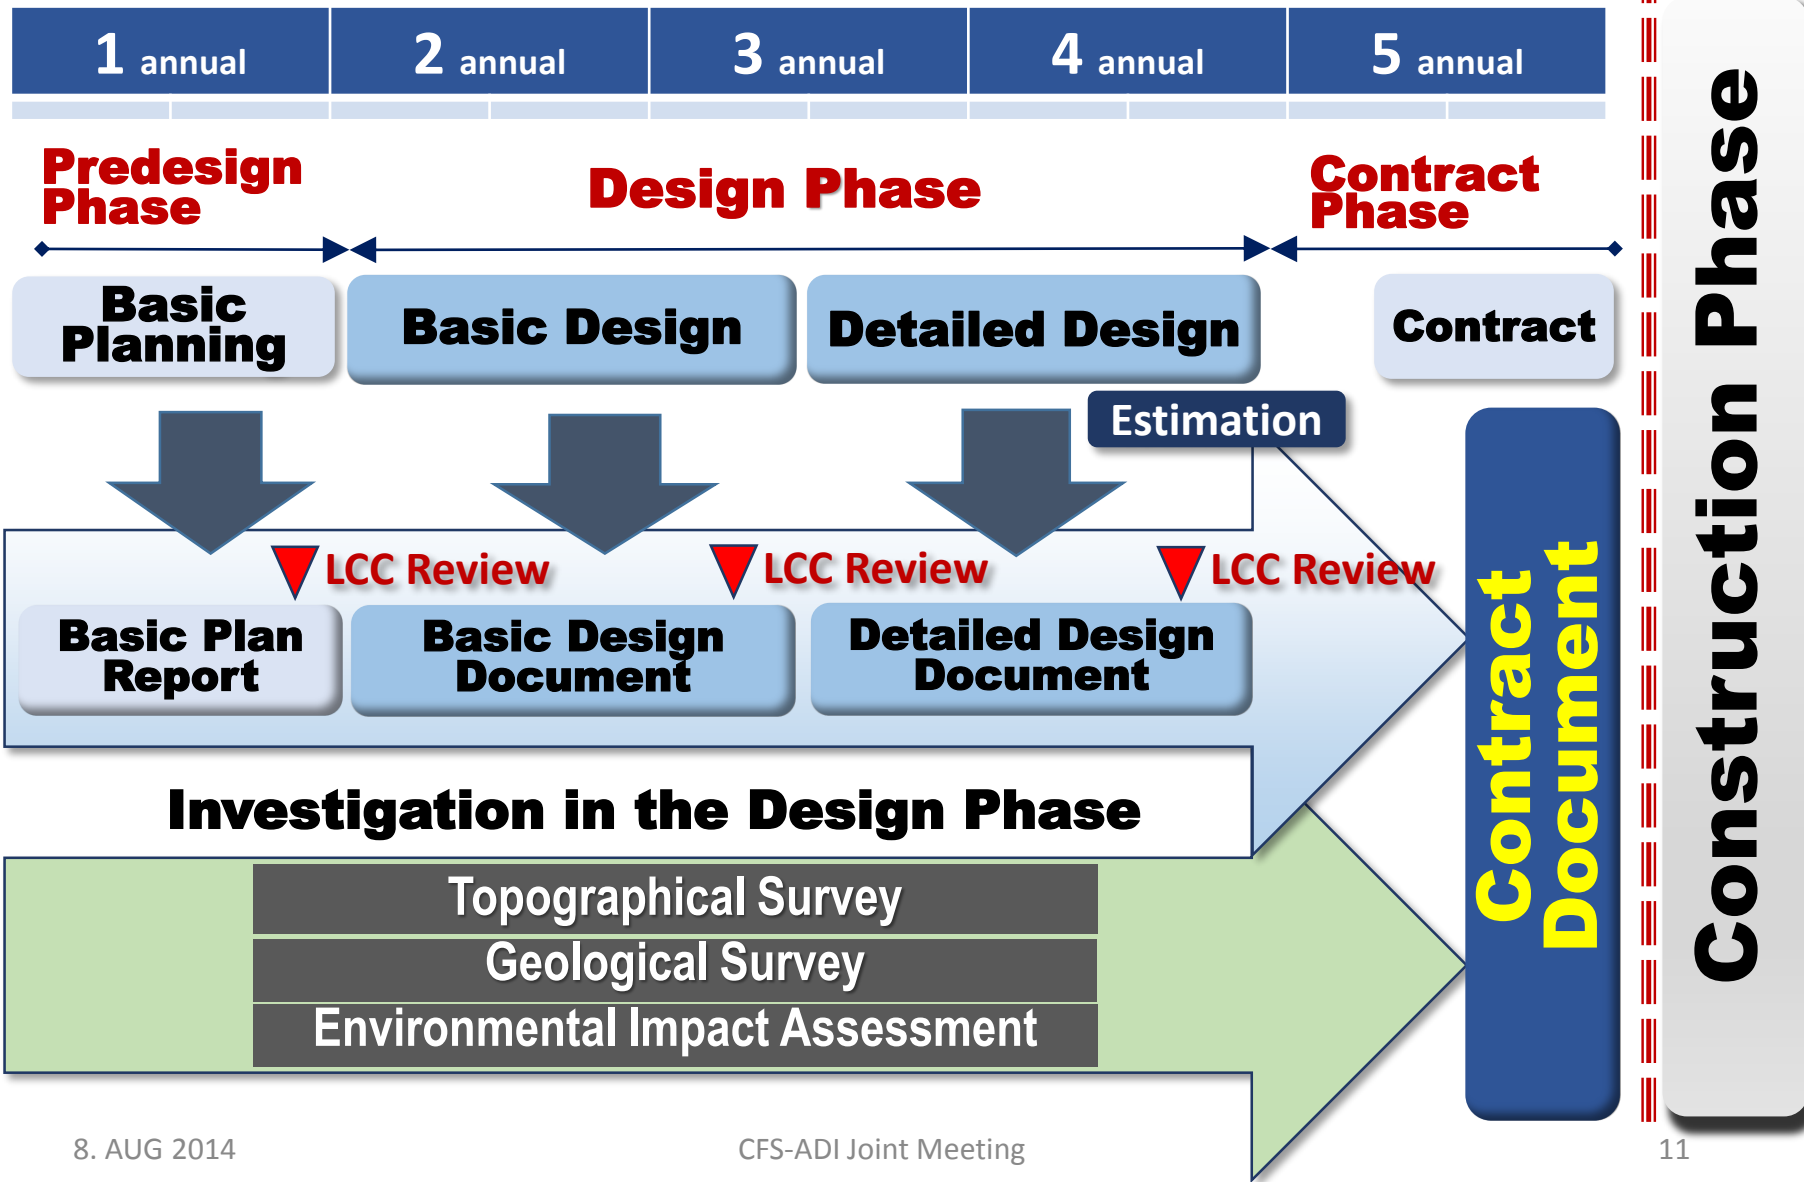 1 annual
2 annual
3 annual
4 annual
5 annual
Predesign
Phase
Design Phase
Contract
Phase
Basic
Planning
Basic Design
Detailed Design
Contract
Estimation
LCC Review
LCC Review
LCC Review
Basic Plan
Report
Basic Design
Document
Detailed Design
Document
Investigation in the Design Phase
Topographical Survey
Geological Survey
Environmental Impact Assessment
Contract
Document
Construction Phase
8. AUG 2014
CFS-ADI Joint Meeting
11